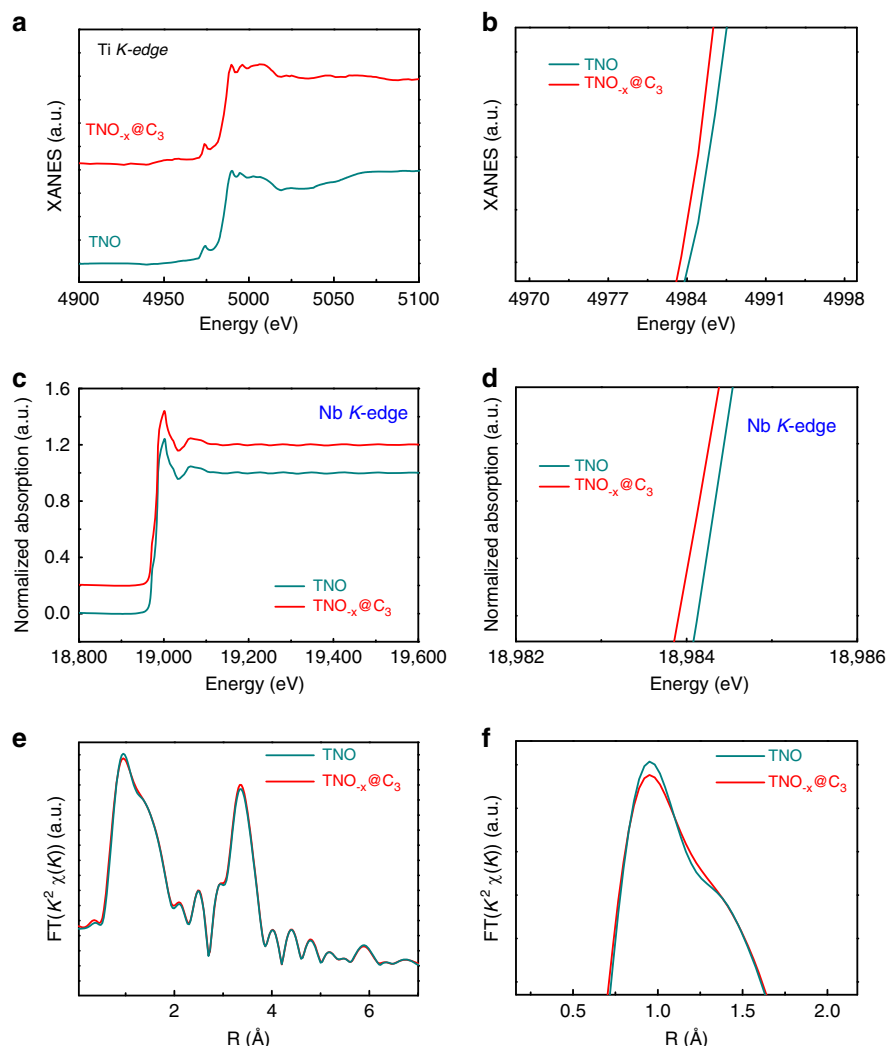 a
Ti K-edge
TNO-x@C3
TNO
XANES (a.u.)
4900 4950 5000 5050 5100
Energy (eV)
b
TNO
TNO-x@C3
XANES (a.u.)
4970 4977 4984 4991 4998
Energy (eV)
c
Nb K-edge
1.6
1.2
0.8
0.4
0.0
Normalized absorption (a.u.)
TNO
TNO-x@C3
18,800 19,000 19,200 19,400 19,600
Energy (eV)
d
Nb K-edge
TNO
TNO-x@C3
Normalized absorption (a.u.)
18,982 18,984 18,986
Energy (eV)
e
TNO
TNO-x@C3
FT(K² χ(K)) (a.u.)
2 4 6
R (Å)
f
TNO
TNO-x@C3
FT(K² χ(K)) (a.u.)
0.5 1.0 1.5 2.0
R (Å)